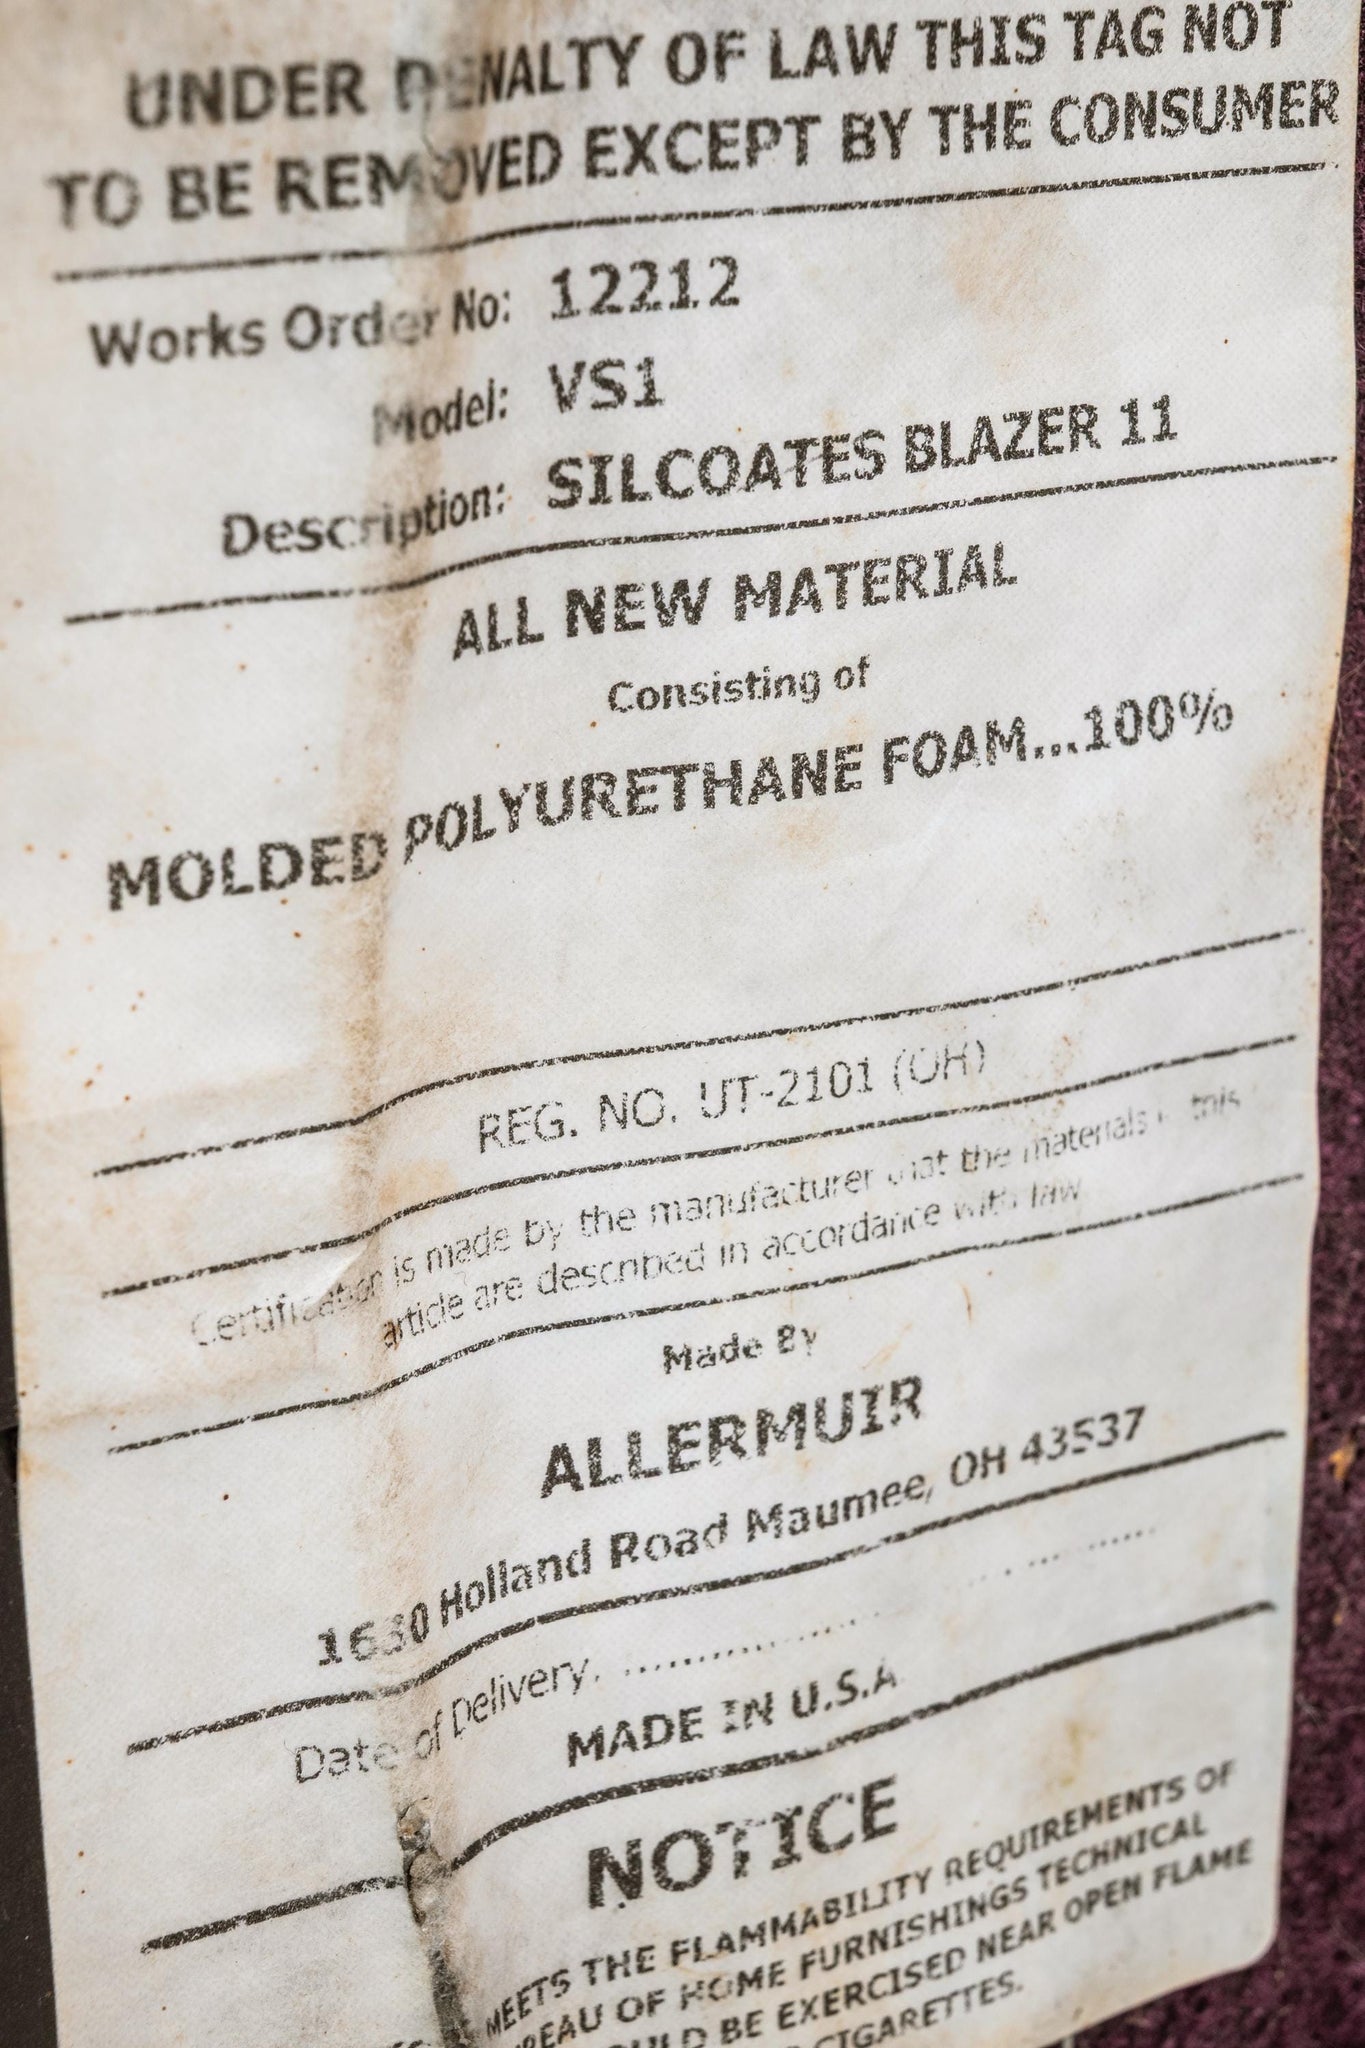 UNDER PENALTY OF LAW THIS TAG NOT
TO BE REMOVED EXCEPT BY THE CONSUMER
Works Order No: 12212
Model: VS1
Description: SILCOATES BLAZER 11
ALL NEW MATERIAL
Consisting of
MOLDED POLYURETHANE FOAM...100%
REG. NO. UT-2101 (OH)
Certification is made by the manufacturer that the materials in this
article are described in accordance with law
Made By
ALLERMUIR
1630 Holland Road Maumee, OH 43537
Date of Delivery. ..............................
MADE IN U.S.A
NOTICE
MEETS THE FLAMMABILITY REQUIREMENTS OF
OF HOME FURNISHINGS TECHNICAL
BE EXERCISED NEAR OPEN FLAME
CIGARETTES.